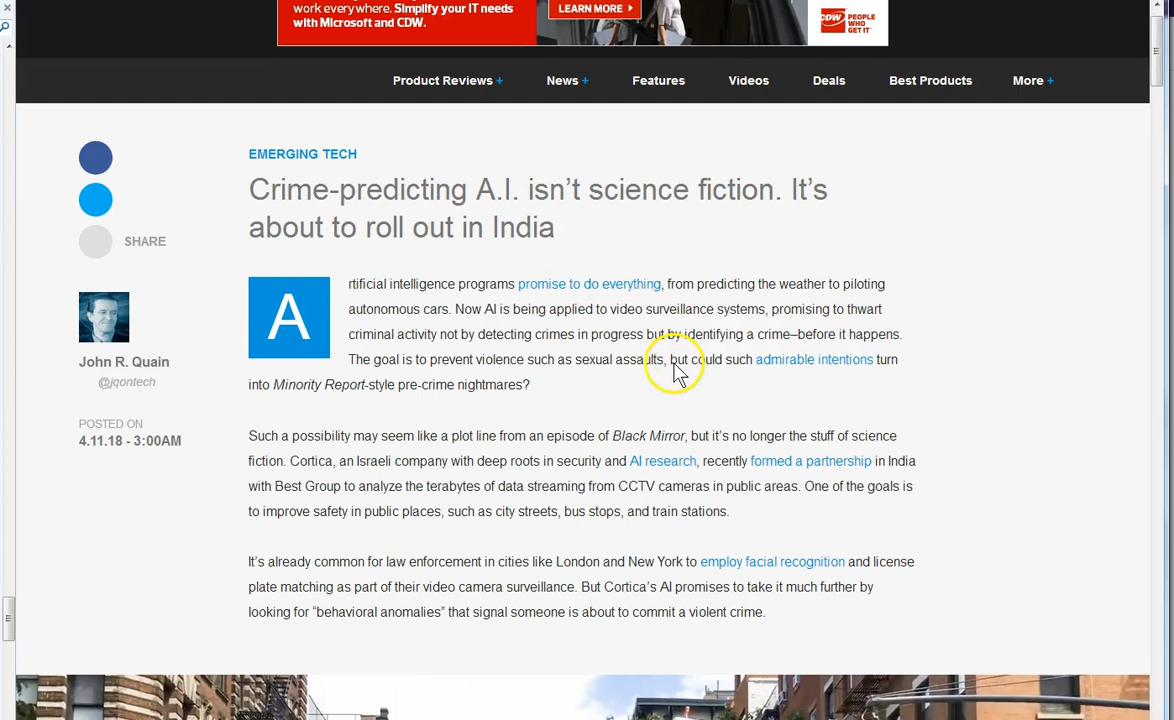 work everywhere. Simplify your IT needs
with Microsoft and CDW.
LEARN MORE
CDW PEOPLE
WHO
GET IT
Product Reviews +
News +
Features
Videos
Deals
Best Products
More +
EMERGING TECH
Crime-predicting A.I. isn’t science fiction. It’s
about to roll out in India
SHARE
John R. Quain
@jqontech
POSTED ON
4.11.18 - 3:00AM
Artificial intelligence programs promise to do everything, from predicting the weather to piloting
autonomous cars. Now AI is being applied to video surveillance systems, promising to thwart
criminal activity not by detecting crimes in progress but by identifying a crime–before it happens.
The goal is to prevent violence such as sexual assaults, but could such admirable intentions turn
into Minority Report-style pre-crime nightmares?
Such a possibility may seem like a plot line from an episode of Black Mirror, but it’s no longer the stuff of science
fiction. Cortica, an Israeli company with deep roots in security and AI research, recently formed a partnership in India
with Best Group to analyze the terabytes of data streaming from CCTV cameras in public areas. One of the goals is
to improve safety in public places, such as city streets, bus stops, and train stations.
It’s already common for law enforcement in cities like London and New York to employ facial recognition and license
plate matching as part of their video camera surveillance. But Cortica’s AI promises to take it much further by
looking for “behavioral anomalies” that signal someone is about to commit a violent crime.